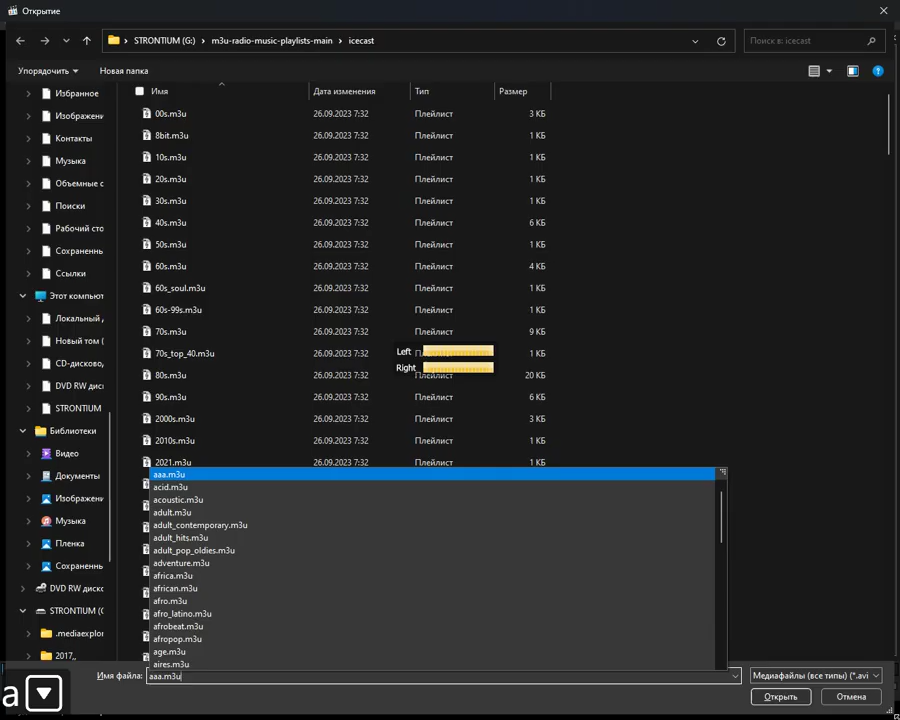 Открытие
STRONTIUM (G:) › m3u-radio-music-playlists-main › icecast
Поиск в: icecast
Упорядочить
Новая папка
Имя
Дата изменения
Тип
Размер
Избранное
Изображени
Контакты
Музыка
Объемные с
Поиски
Рабочий сто
Сохраненны
Ссылки
Этот компьют
Локальный д
Новый том (
CD-дисково,
DVD RW диск
STRONTIUM
Библиотеки
Видео
Документы
Изображени
Музыка
Пленка
Сохраненны
DVD RW диско
STRONTIUM (G
.mediaexplor
2017,,
00s.m3u 26.09.2023 7:32 Плейлист 3 КБ
8bit.m3u 26.09.2023 7:32 Плейлист 1 КБ
10s.m3u 26.09.2023 7:32 Плейлист 1 КБ
20s.m3u 26.09.2023 7:32 Плейлист 1 КБ
30s.m3u 26.09.2023 7:32 Плейлист 1 КБ
40s.m3u 26.09.2023 7:32 Плейлист 6 КБ
50s.m3u 26.09.2023 7:32 Плейлист 1 КБ
60s.m3u 26.09.2023 7:32 Плейлист 4 КБ
60s_soul.m3u 26.09.2023 7:32 Плейлист 1 КБ
60s-99s.m3u 26.09.2023 7:32 Плейлист 1 КБ
70s.m3u 26.09.2023 7:32 Плейлист 9 КБ
70s_top_40.m3u 26.09.2023 7:32 1 КБ
80s.m3u 26.09.2023 7:32 Плейлист 20 КБ
90s.m3u 26.09.2023 7:32 Плейлист 6 КБ
2000s.m3u 26.09.2023 7:32 Плейлист 3 КБ
2010s.m3u 26.09.2023 7:32 Плейлист 1 КБ
2021.m3u 26.09.2023 7:32 Плейлист 1 КБ
Left
Right
aaa.m3u
acid.m3u
acoustic.m3u
adult.m3u
adult_contemporary.m3u
adult_hits.m3u
adult_pop_oldies.m3u
adventure.m3u
africa.m3u
african.m3u
afro.m3u
afro_latino.m3u
afrobeat.m3u
afropop.m3u
age.m3u
aires.m3u
Имя файла: aaa.m3u
Медиафайлы (все типы) (*.avi
Открыть
Отмена
a